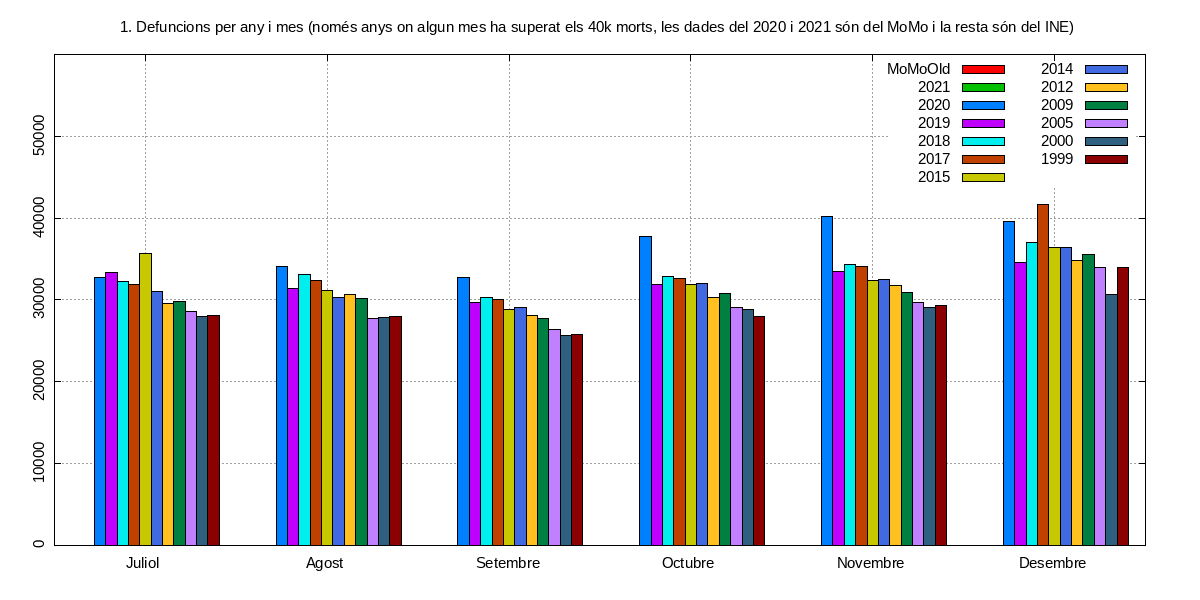 1. Defuncions per any i mes (només anys on algun mes ha superat els 40k morts, les dades del 2020 i 2021 són del MoMo i la resta són del INE)
MoMoOld
2021
2020
2019
2018
2017
2015
2014
2012
2009
2005
2000
1999
50000
40000
30000
20000
10000
0
Juliol
Agost
Setembre
Octubre
Novembre
Desembre